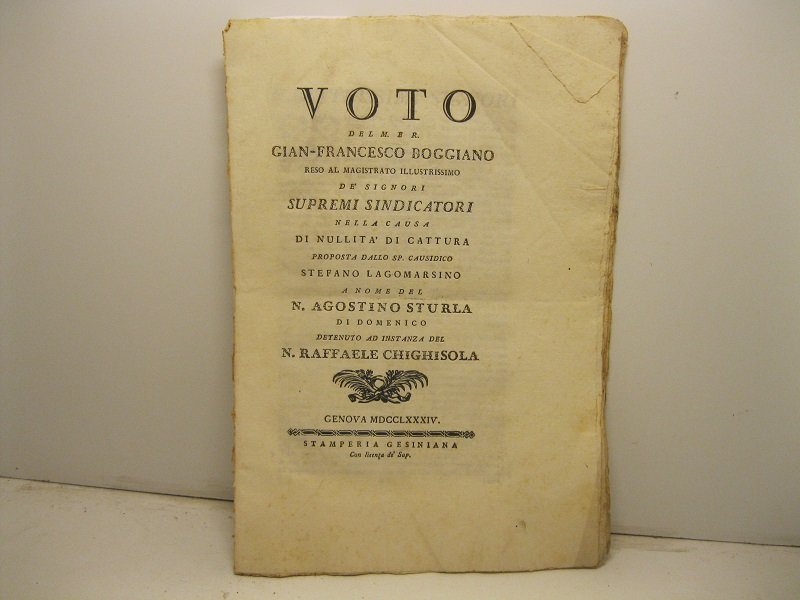 VOTO
DEL M. E R.
GIAN-FRANCESCO BOGGIANO
RESO AL MAGISTRATO ILLUSTRISSIMO
DE' SIGNORI
SUPREMI SINDICATORI
NELLA CAUSA
DI NULLITA' DI CATTURA
PROPOSTA DALLO SP. CAUSIDICO
STEFANO LAGOMARSINO
A NOME DEL
N. AGOSTINO STURLA
DI DOMENICO
DETENUTO AD INSTANZA DEL
N. RAFFAELE CHIGHISOLA
GENOVA MDCCLXXXIV.
STAMPERIA GESINIANA
Con licenza de' Sup.